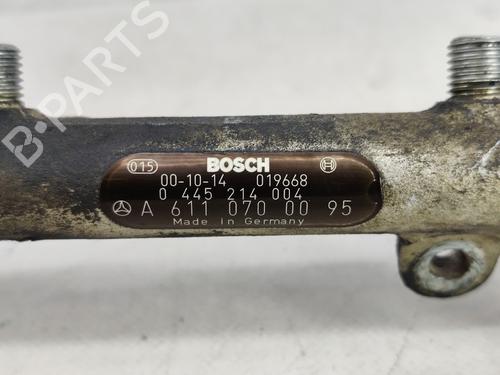 015 BOSCH
00-10-14 019668
0 445 214 004
A 611 070 00 95
Made in Germany
B-PARTS